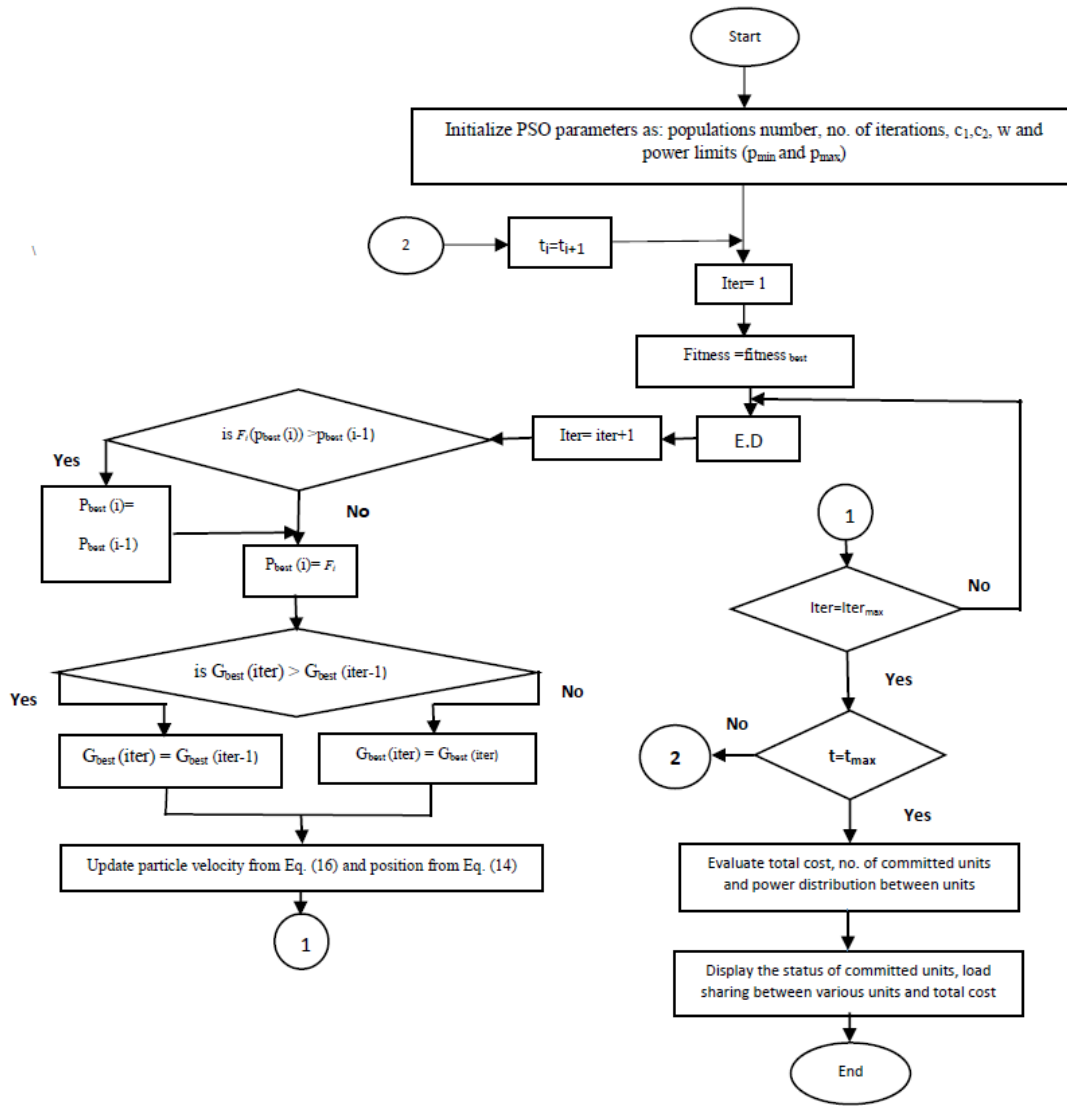 Start
Initialize PSO parameters as: populations number, no. of iterations, c₁,c₂, w and
power limits (pₘᵢₙ and pₘₐₓ)
2
tᵢ=tᵢ₊₁
\
Iter= 1
Fitness =fitness best
E.D
Iter= iter+1
is Fᵢ(pbest(i)) >pbest (i-1)
Yes
No
Pbest (i)=
Pbest (i-1)
Pbest (i)= Fᵢ
is Gbest (iter) > Gbest (iter-1)
Yes
No
Gbest (iter) = Gbest (iter-1)
Gbest (iter) = Gbest (iter)
Update particle velocity from Eq. (16) and position from Eq. (14)
1
1
Iter=Itermax
No
Yes
t=tmax
No
2
Yes
Evaluate total cost, no. of committed units
and power distribution between units
Display the status of committed units, load
sharing between various units and total cost
End